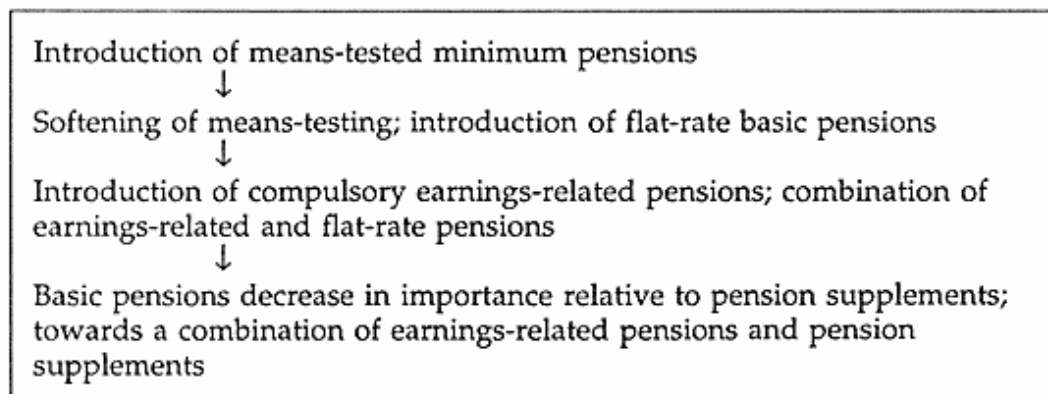 Introduction of means-tested minimum pensions
↓
Softening of means-testing; introduction of flat-rate basic pensions
↓
Introduction of compulsory earnings-related pensions; combination of
earnings-related and flat-rate pensions
↓
Basic pensions decrease in importance relative to pension supplements;
towards a combination of earnings-related pensions and pension
supplements